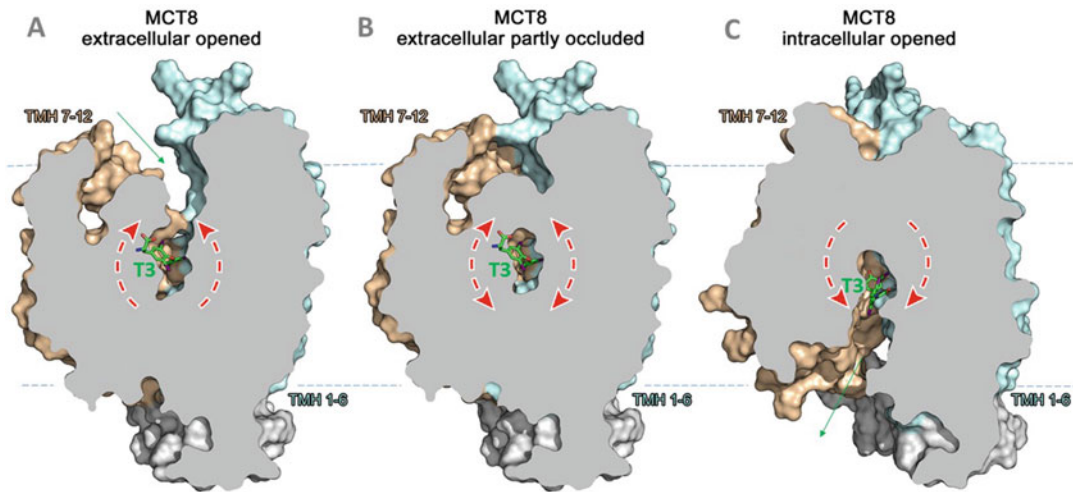 A
MCT8
extracellular opened
TMH 7-12
T3
TMH 1-6
B
MCT8
extracellular partly occluded
TMH 7-12
T3
TMH 1-6
C
MCT8
intracellular opened
TMH 7-12
T3
TMH 1-6